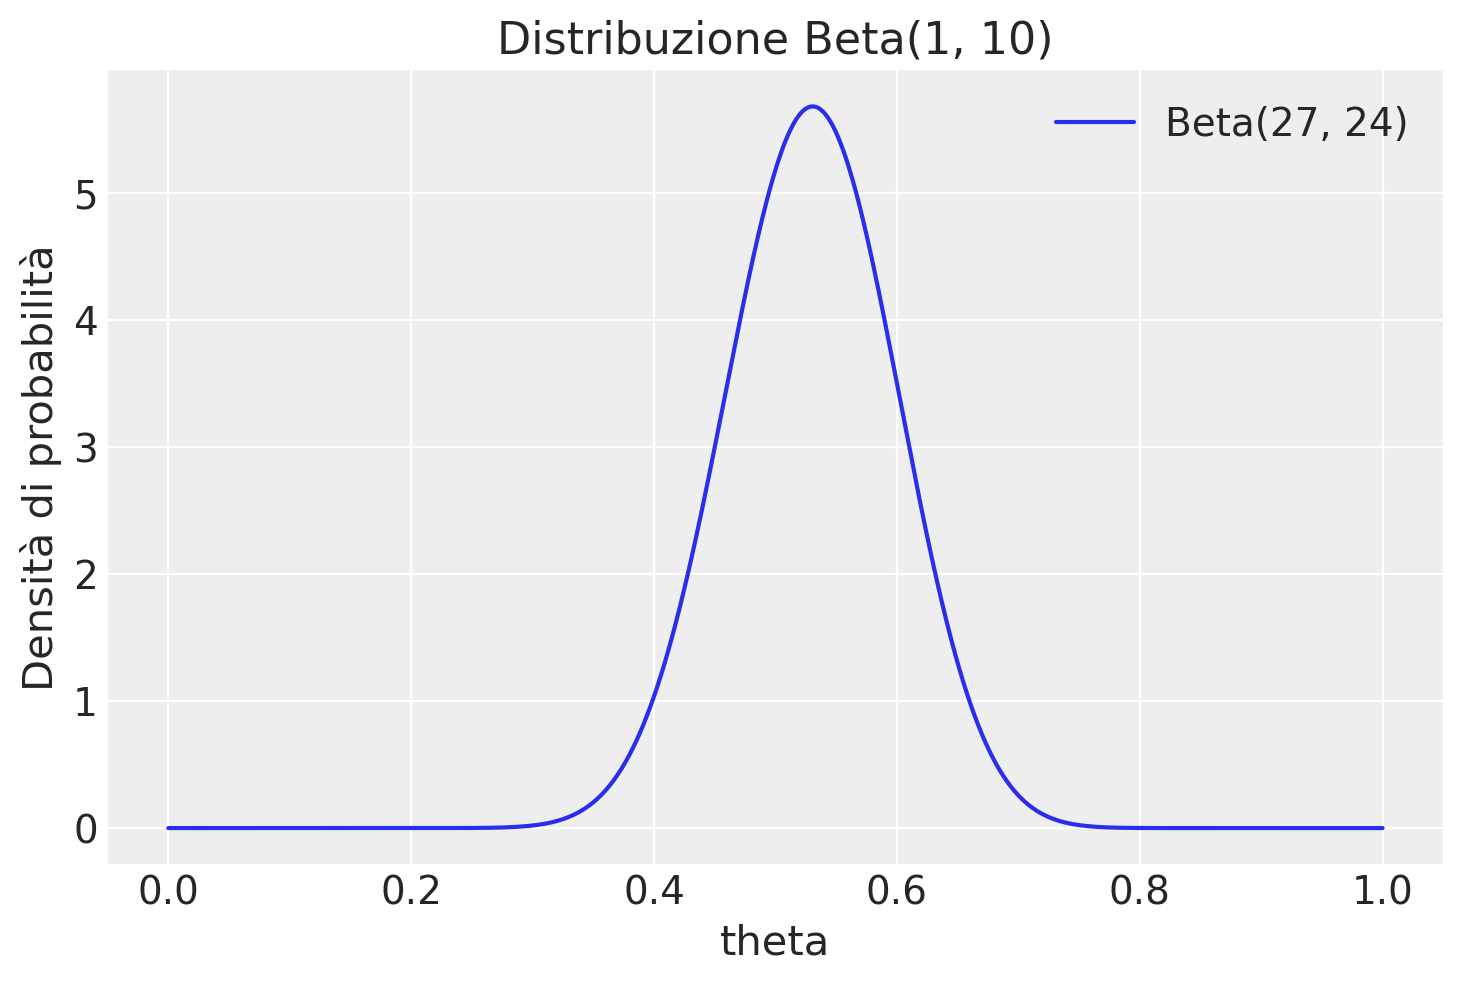 Distribuzione Beta(1, 10)
Beta(27, 24)
Densità di probabilità
5
4
3
2
1
0
0.0 0.2 0.4 0.6 0.8 1.0
theta